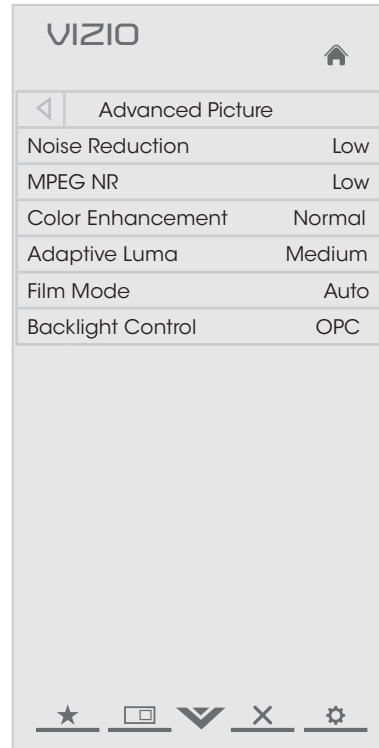 VIZIO
Advanced Picture
Noise Reduction Low
MPEG NR Low
Color Enhancement Normal
Adaptive Luma Medium
Film Mode Auto
Backlight Control OPC